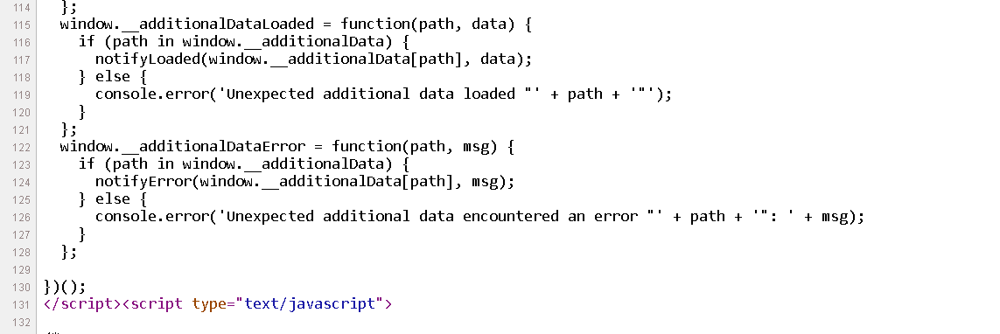 114 };
115 window.__additionalDataLoaded = function(path, data) {
116 if (path in window.__additionalData) {
117 notifyLoaded(window.__additionalData[path], data);
118 } else {
119 console.error('Unexpected additional data loaded "' + path + '"');
120 }
121 };
122 window.__additionalDataError = function(path, msg) {
123 if (path in window.__additionalData) {
124 notifyError(window.__additionalData[path], msg);
125 } else {
126 console.error('Unexpected additional data encountered an error "' + path + '": ' + msg);
127 }
128 };
129
130 })();
131 </script><script type="text/javascript">
132